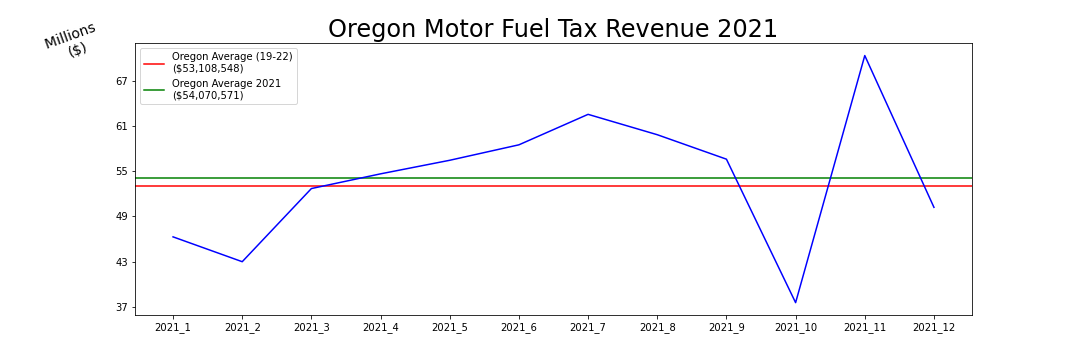 Oregon Motor Fuel Tax Revenue 2021
Millions
($)
Oregon Average (19-22)
($53,108,548)
Oregon Average 2021
($54,070,571)
67
61
55
49
43
37
2021_1 2021_2 2021_3 2021_4 2021_5 2021_6 2021_7 2021_8 2021_9 2021_10 2021_11 2021_12